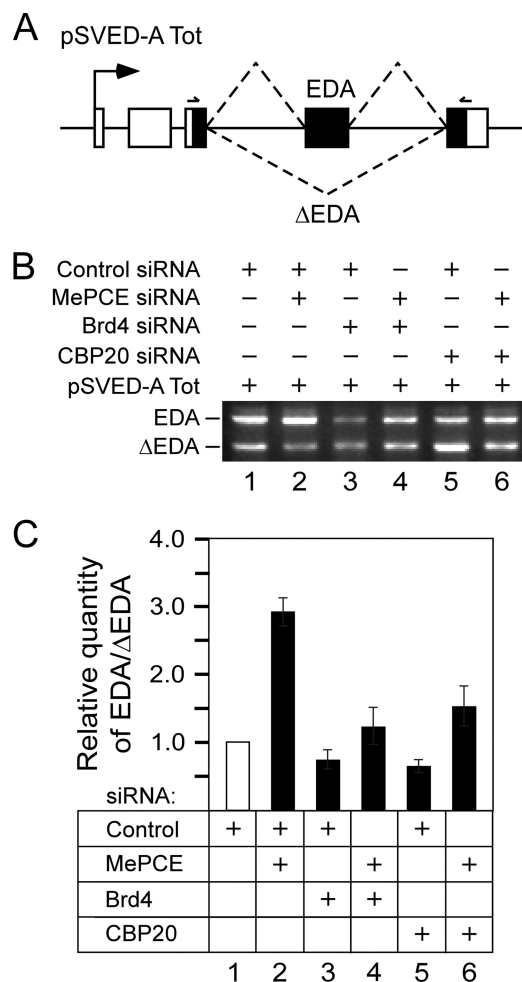 A
pSVED-A Tot
EDA
ΔEDA
B
Control siRNA + + + – + –
MePCE siRNA – + – + – +
Brd4 siRNA – – + + – –
CBP20 siRNA – – – – + +
pSVED-A Tot + + + + + +
EDA –
ΔEDA –
1 2 3 4 5 6
C
Relative quantity
of EDA/ΔEDA
4.0
3.0
2.0
1.0
siRNA:
Control + + + +
MePCE + + +
Brd4 + +
CBP20 + +
1 2 3 4 5 6